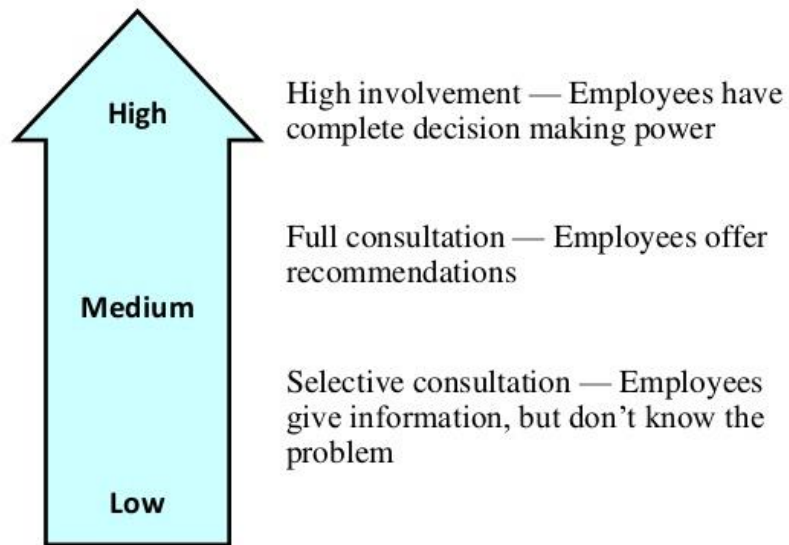 High
High involvement — Employees have
complete decision making power
Full consultation — Employees offer
recommendations
Medium
Selective consultation — Employees
give information, but don’t know the
problem
Low